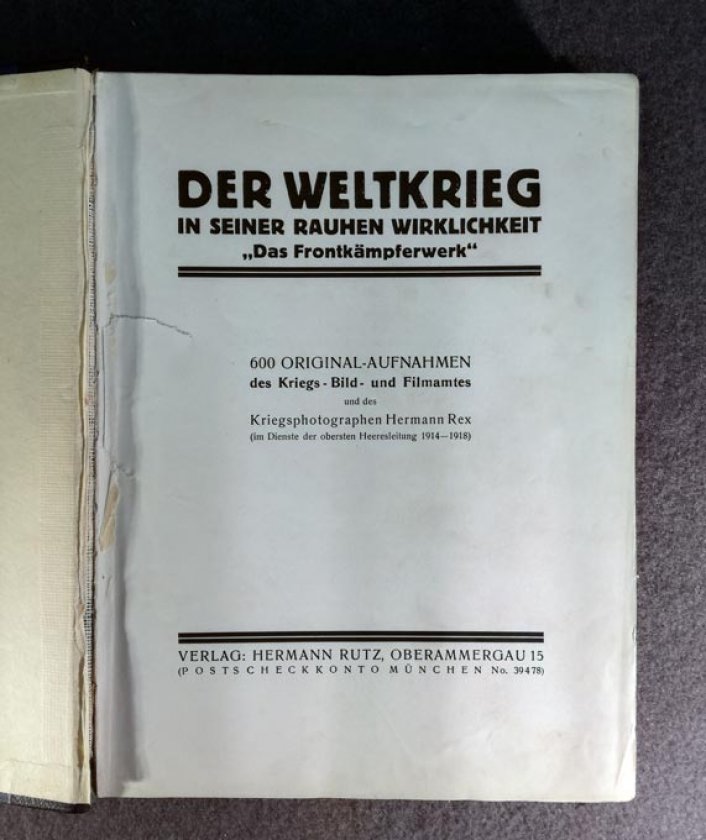 DER WELTKRIEG
IN SEINER RAUHEN WIRKLICHKEIT
„Das Frontkämpferwerk“
600 ORIGINAL-AUFNAHMEN
des Kriegs-Bild- und Filmamtes
und des
Kriegsphotographen Hermann Rex
(im Dienste der obersten Heeresleitung 1914—1918)
VERLAG: HERMANN RUTZ, OBERAMMERGAU 15
(POSTSCHECKKONTO MÜNCHEN No. 39478)